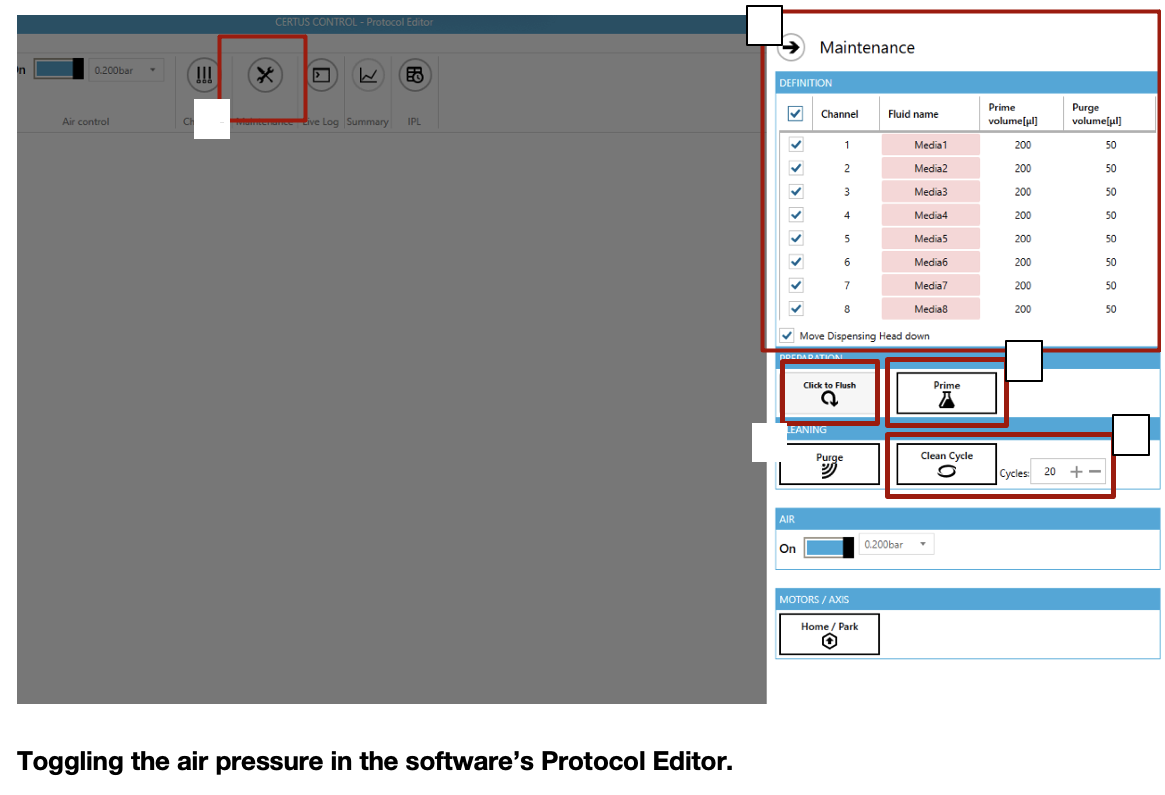 CERTUS CONTROL - Protocol Editor
On 0.200bar
Air control
Maintenance Live Log Summary IPL
Maintenance
DEFINITION
Channel Fluid name Prime volume[µl] Purge volume[µl]
1 Media1 200 50
2 Media2 200 50
3 Media3 200 50
4 Media4 200 50
5 Media5 200 50
6 Media6 200 50
7 Media7 200 50
8 Media8 200 50
Move Dispensing Head down
PREPARATION
Click to Flush Prime
CLEANING
Purge Clean Cycle Cycles: 20
AIR
On 0.200bar
MOTORS / AXIS
Home / Park
Toggling the air pressure in the software’s Protocol Editor.